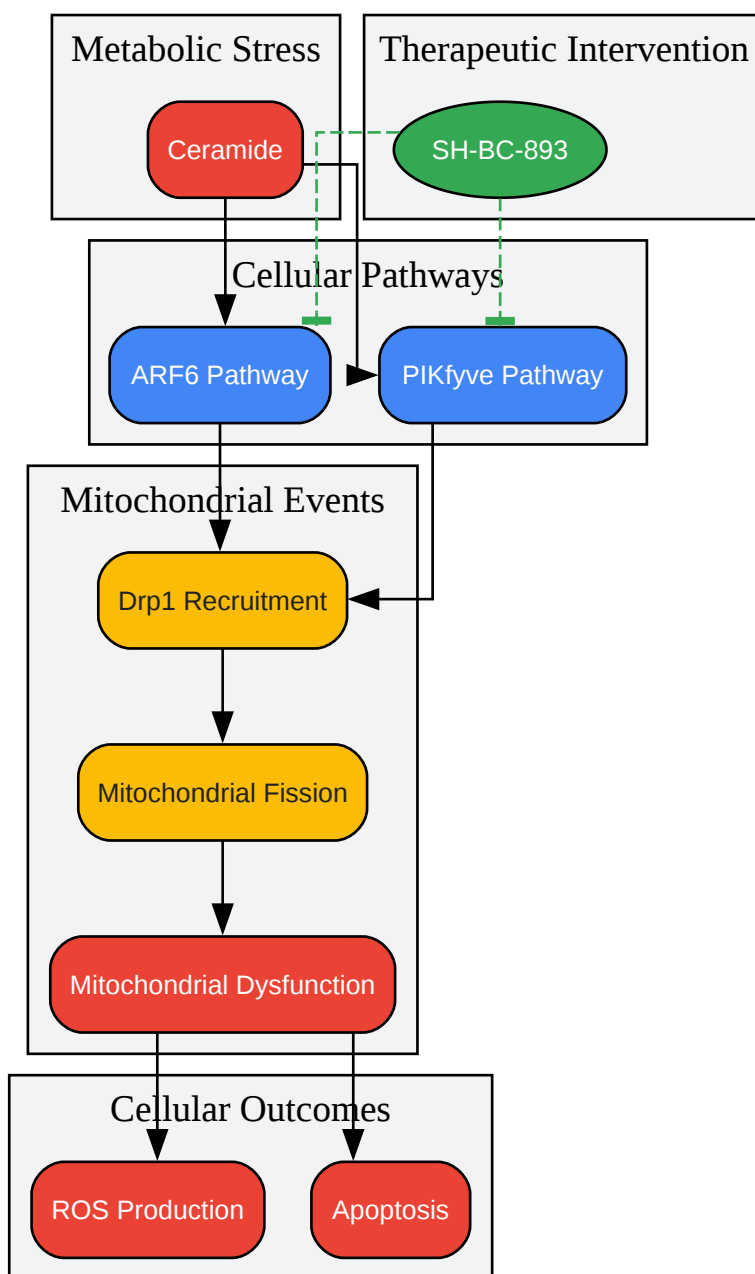 Metabolic Stress
Therapeutic Intervention
Ceramide
SH-BC-893
Cellular Pathways
ARF6 Pathway
PIKfyve Pathway
Mitochondrial Events
Drp1 Recruitment
Mitochondrial Fission
Mitochondrial Dysfunction
Cellular Outcomes
ROS Production
Apoptosis